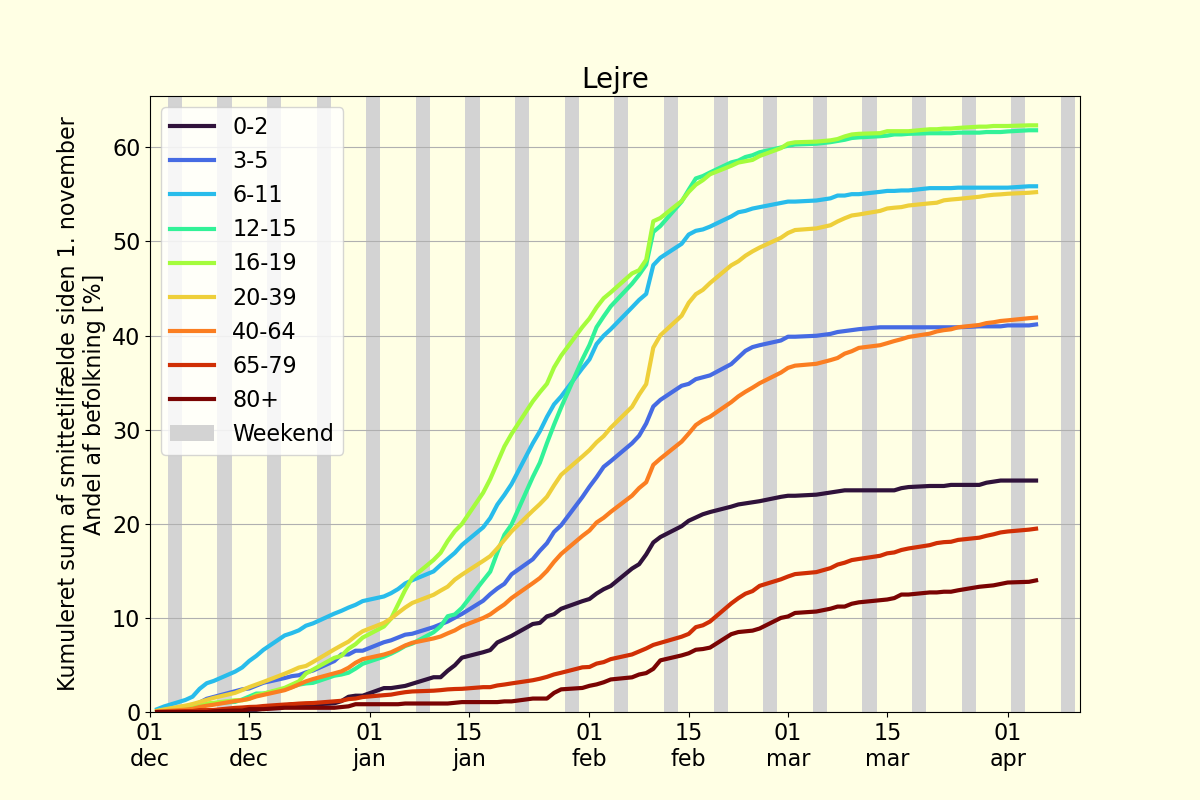 Lejre
Kumuleret sum af smittetilfælde siden 1. november
Andel af befolkning [%]
60
50
40
30
20
10
0
0-2
3-5
6-11
12-15
16-19
20-39
40-64
65-79
80+
Weekend
01 15 01 15 01 15 01 15 01
dec dec jan jan feb feb mar mar apr